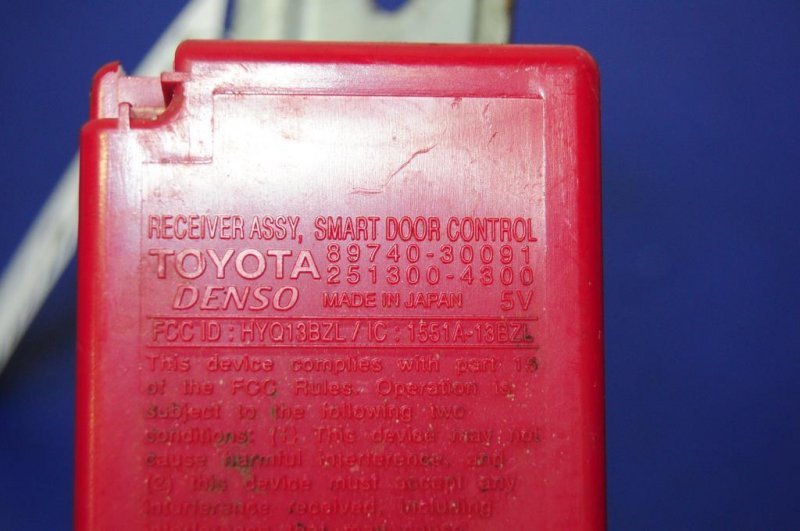 RECEIVER ASSY, SMART DOOR CONTROL
TOYOTA 89740-30091
251300-4300
DENSO MADE IN JAPAN 5V
FCC ID : HYQ13BZL / IC : 1551A-13BZL
This device complies with part 15
of the FCC Rules. Operation is
subject to the following two
conditions: (1) This device may not
cause harmful interference, and
(2) this device must accept any
interference received, including